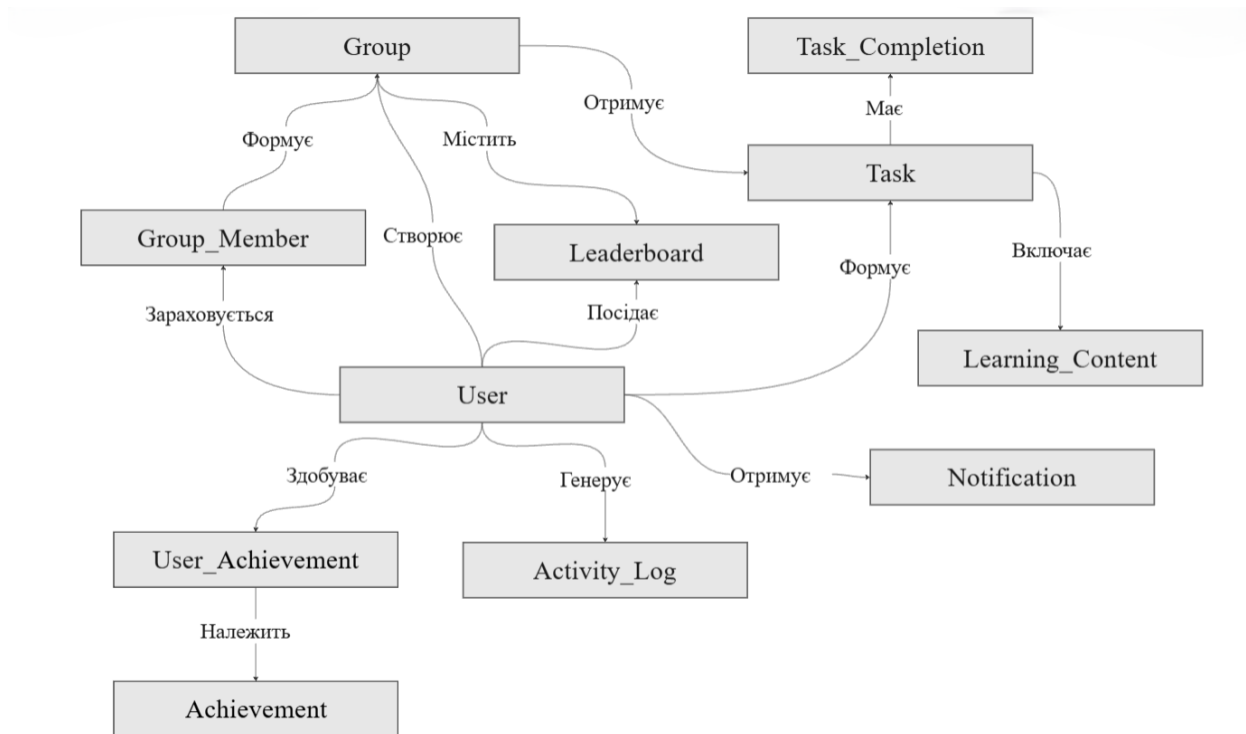 Group
Task_Completion
Отримує
Має
Формує
Містить
Task
Group_Member
Створює
Leaderboard
Включає
Формує
Зараховується
Посідає
Learning_Content
User
Здобуває
Генерує
Отримує
Notification
User_Achievement
Activity_Log
Належить
Achievement